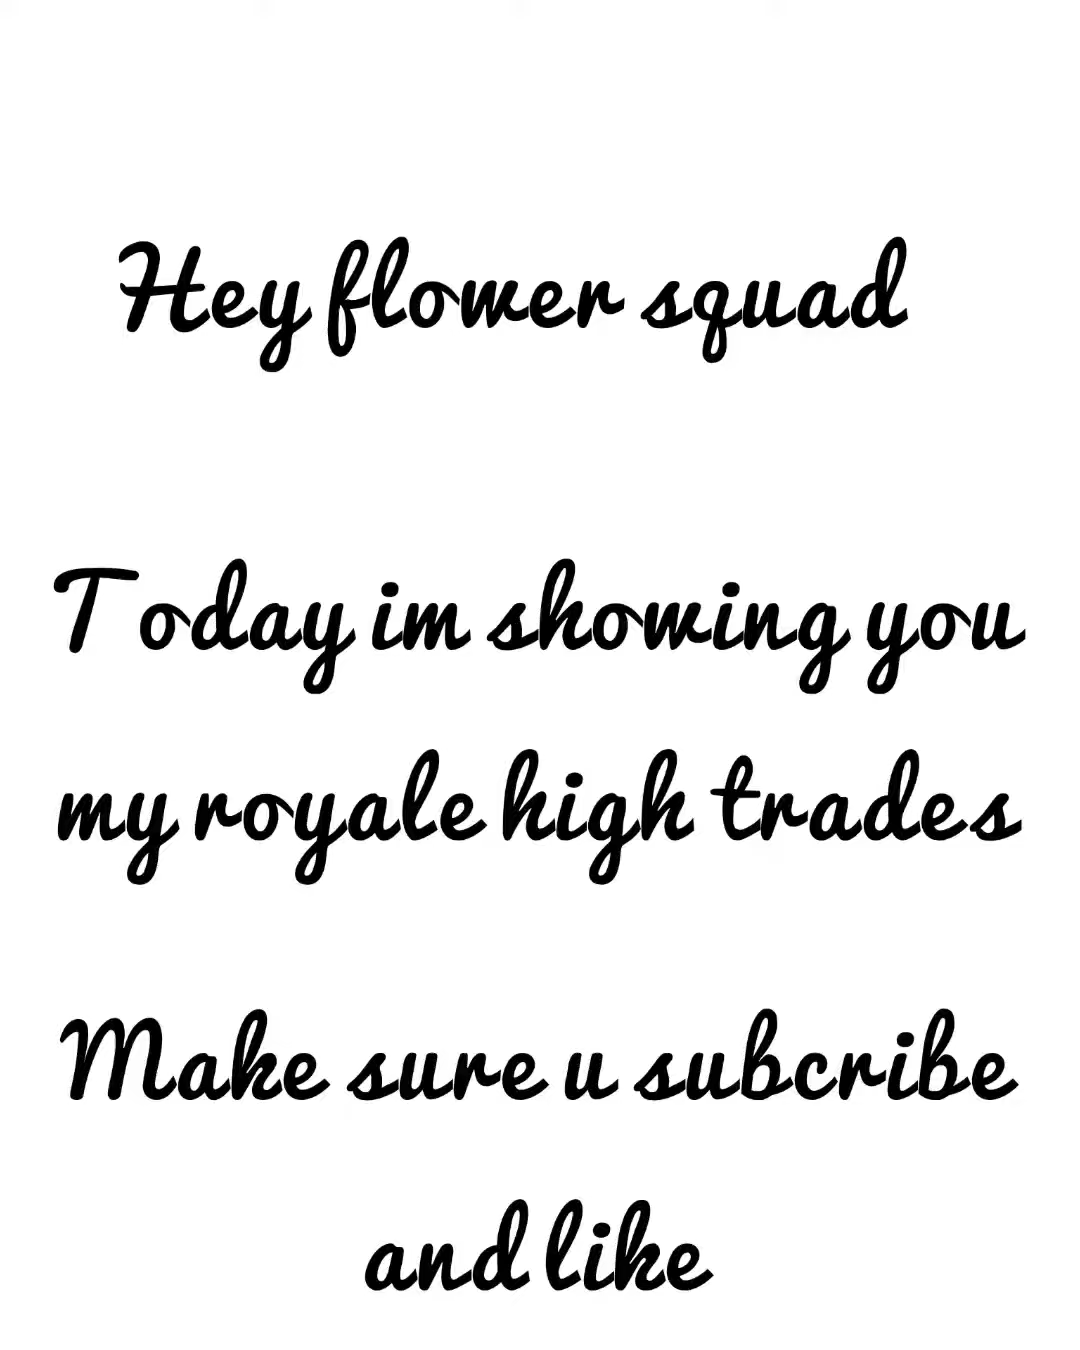 Hey flower squad
Today im showing you
my royale high trades
Make sure u subcribe
and like